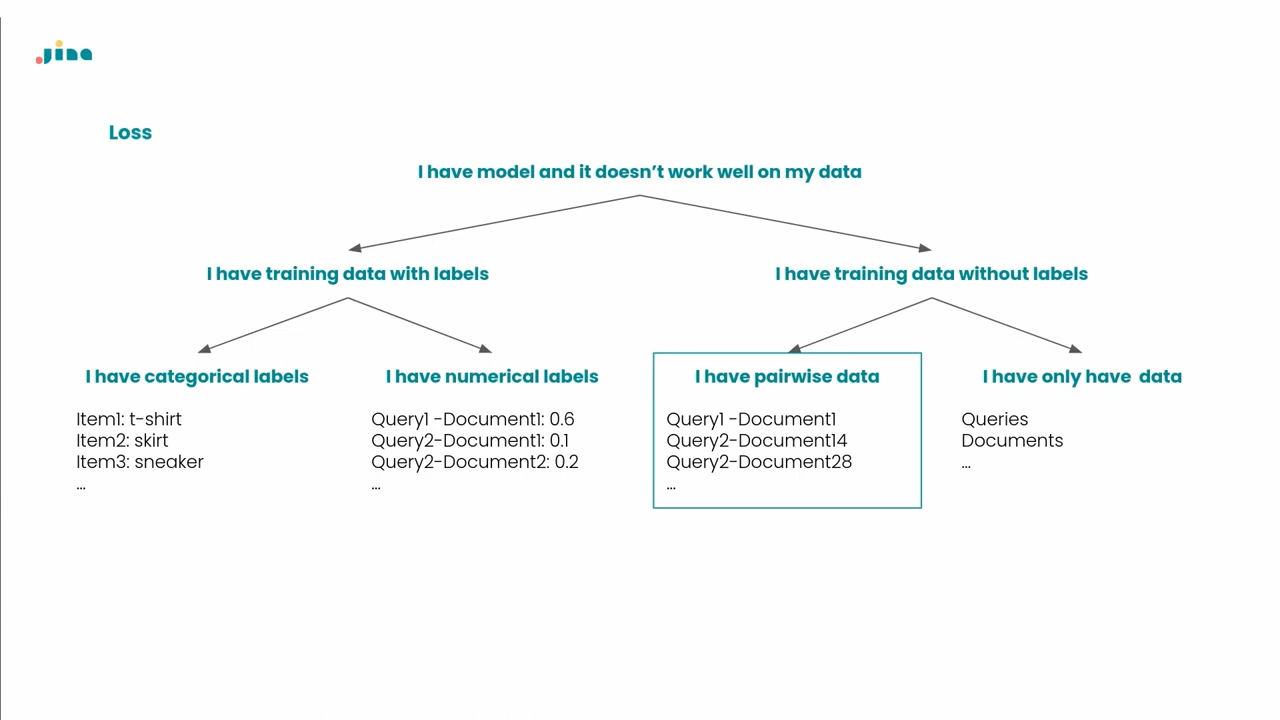 Jina
Loss
I have model and it doesn't work well on my data
I have training data with labels
I have training data without labels
I have categorical labels
Item1: t-shirt
Item2: skirt
Item3: sneaker
...
I have numerical labels
Query1 -Document1: 0.6
Query2-Document1: 0.1
Query2-Document2: 0.2
...
I have pairwise data
Query1 -Document1
Query2-Document14
Query2-Document28
...
I have only have  data
Queries
Documents
...